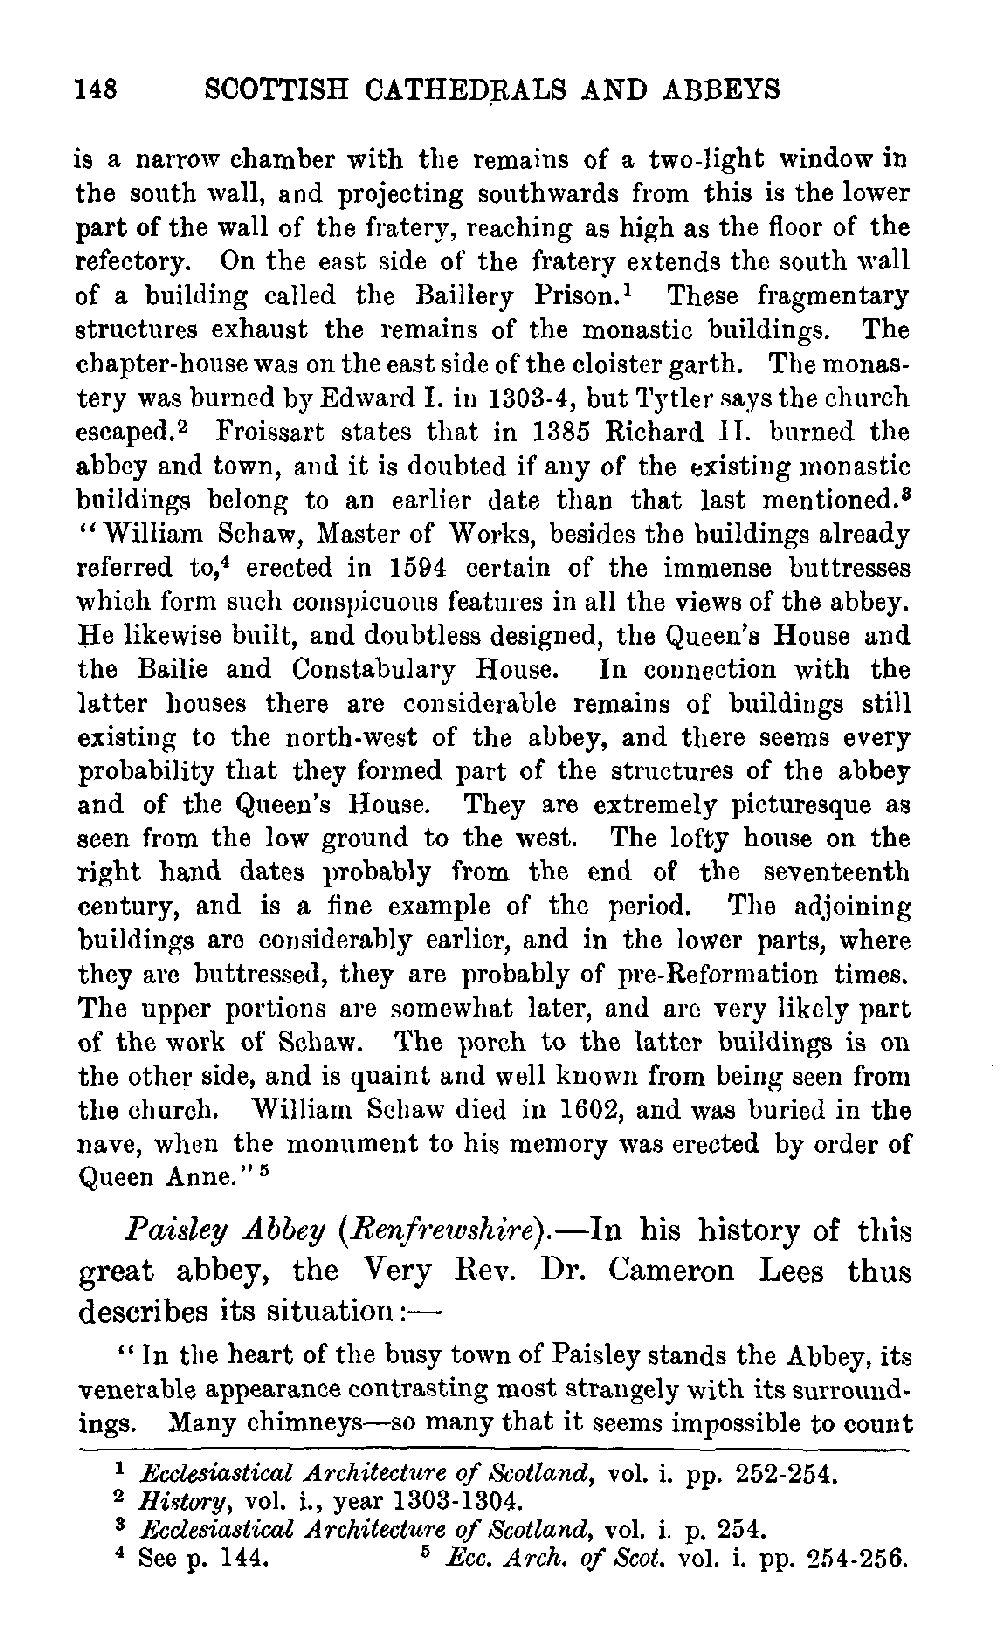 148 SCOTTISH CATHEDRALS AND ABBEYS
is a narrow chamber with the remains of a two-light window in
the south wall, and projecting southwards from this is the lower
part of the wall of the fratery, reaching as high as the floor of the
refectory. On the east side of the fratery extends the south wall
of a building called the Baillery Prison.¹ These fragmentary
structures exhaust the remains of the monastic buildings. The
chapter-house was on the east side of the cloister garth. The monas-
tery was burned by Edward I. in 1303-4, but Tytler says the church
escaped.² Froissart states that in 1385 Richard II. burned the
abbey and town, and it is doubted if any of the existing monastic
buildings belong to an earlier date than that last mentioned.³
“William Schaw, Master of Works, besides the buildings already
referred to,⁴ erected in 1594 certain of the immense buttresses
which form such conspicuous features in all the views of the abbey.
He likewise built, and doubtless designed, the Queen's House and
the Bailie and Constabulary House. In connection with the
latter houses there are considerable remains of buildings still
existing to the north-west of the abbey, and there seems every
probability that they formed part of the structures of the abbey
and of the Queen's House. They are extremely picturesque as
seen from the low ground to the west. The lofty house on the
right hand dates probably from the end of the seventeenth
century, and is a fine example of the period. The adjoining
buildings are considerably earlier, and in the lower parts, where
they are buttressed, they are probably of pre-Reformation times.
The upper portions are somewhat later, and are very likely part
of the work of Schaw. The porch to the latter buildings is on
the other side, and is quaint and well known from being seen from
the church. William Schaw died in 1602, and was buried in the
nave, when the monument to his memory was erected by order of
Queen Anne.”⁵
Paisley Abbey (Renfrewshire).—In his history of this
great abbey, the Very Rev. Dr. Cameron Lees thus
describes its situation:—
“In the heart of the busy town of Paisley stands the Abbey, its
venerable appearance contrasting most strangely with its surround-
ings. Many chimneys—so many that it seems impossible to count
¹ Ecclesiastical Architecture of Scotland, vol. i. pp. 252-254.
² History, vol. i., year 1303-1304.
³ Ecclesiastical Architecture of Scotland, vol. i. p. 254.
⁴ See p. 144. ⁵ Ecc. Arch. of Scot. vol. i. pp. 254-256.